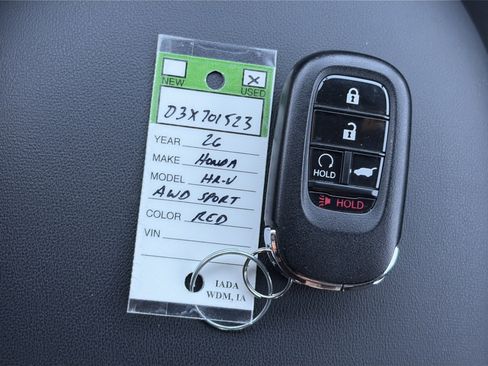 NEW
USED
D3X701523
YEAR 26
MAKE HONDA
MODEL HR-V
AWD SPORT
COLOR RED
VIN
IADA
WDM, IA
HOLD
HOLD